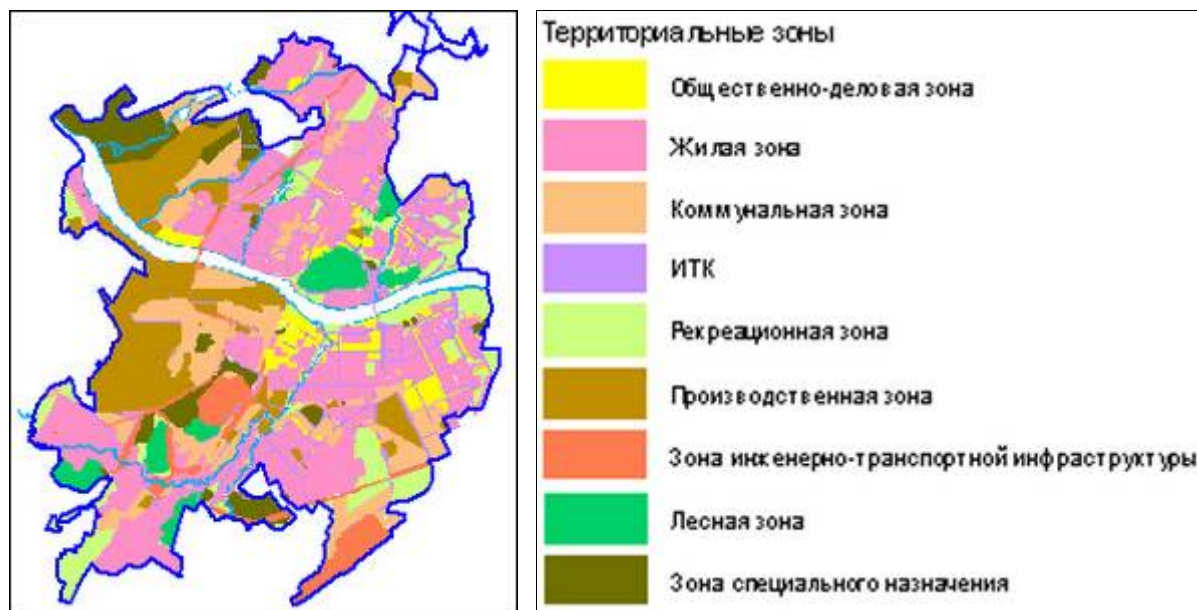 Территориальные зоны
Общественно-деловая зона
Жилая зона
Коммунальная зона
ИТК
Рекреационная зона
Производственная зона
Зона инженерно-транспортной инфраструктуры
Лесная зона
Зона специального назначения